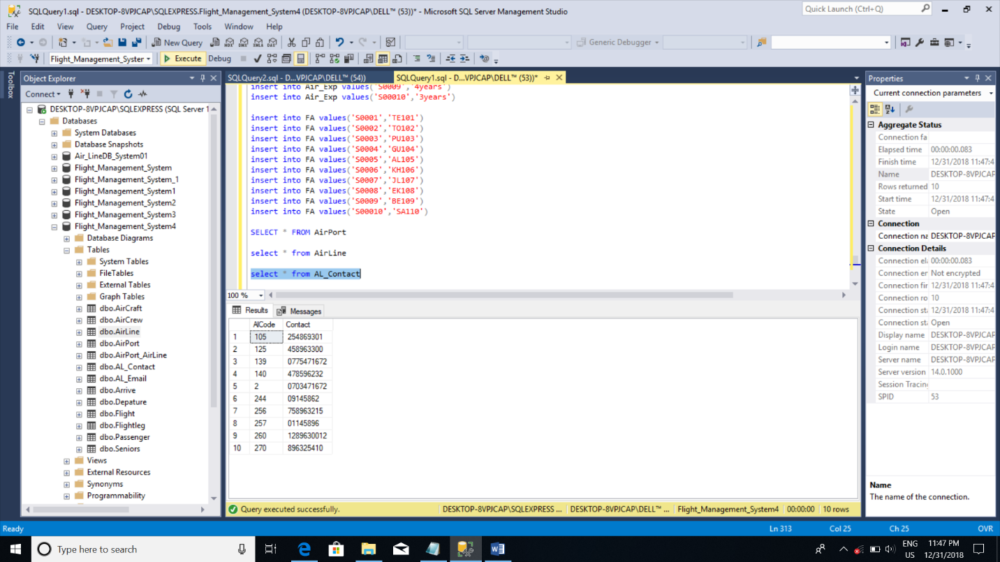 SQLQuery1.sql - DESKTOP-8VPJCAP\SQLEXPRESS.Flight_Management_System4 (DESKTOP-8VPJCAP\DELL™ (53))* - Microsoft SQL Server Management Studio
Quick Launch (Ctrl+Q)
File Edit View Query Project Debug Tools Window Help
New Query
MDX DMX XMLA DAX
Generic Debugger
Flight_Management_Syster
Execute Debug
Toolbox
Object Explorer
Connect
DESKTOP-8VPJCAP\SQLEXPRESS (SQL Server 1
Databases
System Databases
Database Snapshots
Air_LineDB_System01
Flight_Management_System
Flight_Management_System_1
Flight_Management_System1
Flight_Management_System2
Flight_Management_System3
Flight_Management_System4
Database Diagrams
Tables
System Tables
FileTables
External Tables
Graph Tables
dbo.AirCraft
dbo.AirCrew
dbo.AirLine
dbo.AirPort
dbo.AirPort_AirLine
dbo.AL_Contact
dbo.AL_Email
dbo.Arrive
dbo.Depature
dbo.Flight
dbo.Flightleg
dbo.Passenger
dbo.Seniors
Views
External Resources
Synonyms
Programmability
SQLQuery2.sql - D...VPJCAP\DELL™ (54))
SQLQuery1.sql - D...VPJCAP\DELL™ (53))*
insert into Air_Exp values('S0009','4years')
insert into Air_Exp values('S00010','3years')
insert into FA values('S0001','TE101')
insert into FA values('S0002','TO102')
insert into FA values('S0003','PU103')
insert into FA values('S0004','GU104')
insert into FA values('S0005','AL105')
insert into FA values('S0006','KH106')
insert into FA values('S0007','JL107')
insert into FA values('S0008','EK108')
insert into FA values('S0009','BE109')
insert into FA values('S00010','SA110')
SELECT * FROM AirPort
select * from AirLine
select * from AL_Contact
100 %
Results Messages
AlCode Contact
1 105 254869301
2 125 458963300
3 139 0775471672
4 140 478596232
5 2 0703471672
6 244 09145862
7 256 758963215
8 257 01145896
9 260 1289630012
10 270 896325410
Query executed successfully.
DESKTOP-8VPJCAP\SQLEXPRESS ... DESKTOP-8VPJCAP\DELL™ ... Flight_Management_System4 00:00:00 10 rows
Properties
Current connection parameters
Aggregate Status
Connection fa
Elapsed time 00:00:00.083
Finish time 12/31/2018 11:47:4
Name DESKTOP-8VPJCAP
Rows returned 10
Start time 12/31/2018 11:47:4
State Open
Connection
Connection na DESKTOP-8VPJCAP
Connection Details
Connection el 00:00:00.083
Connection er Not encrypted
Connection fir 12/31/2018 11:47:4
Connection ro 10
Connection st 12/31/2018 11:47:4
Connection st Open
Display name DESKTOP-8VPJCAP
Login name DESKTOP-8VPJCAP
Server name DESKTOP-8VPJCAP
Server version 14.0.1000
Session Tracin
SPID 53
Name
The name of the connection.
Ready
Ln 313 Col 25 Ch 25 OVR
Type here to search
ENG
US
11:47 PM
12/31/2018